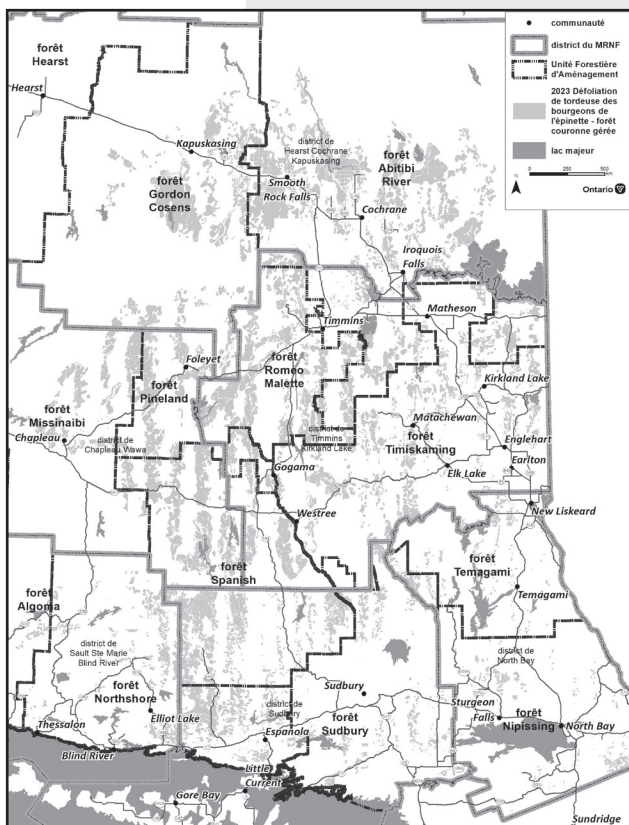 communauté
district du MRNF
Unité Forestière
d'Aménagement
2023 Défoliation
de tordeuse des
bourgeons de
l'épinette - forêt
couronne gérée
lac majeur
0 250 500
km
N
Ontario
forêt
Hearst
Hearst
Kapuskasing
district de
Hearst Cochrane
Kapuskasing
forêt
Abitibi
River
forêt
Gordon
Cosens
Smooth
Rock Falls
Cochrane
Iroquois
Falls
Timmins
Matheson
Foleyet
forêt
Romeo
Malette
forêt
Pineland
Kirkland Lake
forêt
Missinaibi
Chapleau
district de
Chapleau Wawa
district de
Timmins
Kirkland Lake
Matachewan
forêt
Timiskaming
Englehart
Earlton
Elk Lake
Gogama
Westree
New Liskeard
forêt
Spanish
forêt
Temagami
Temagami
forêt
Algoma
district de
Sault Ste Marie
Blind River
forêt
Northshore
Elliot Lake
district de
North Bay
Sudbury
district de
Sudbury
forêt
Sudbury
Espanola
Sturgeon
Falls
forêt
Nipissing
North Bay
Thessalon
Blind River
Little
Current
Gore Bay
Sundridge